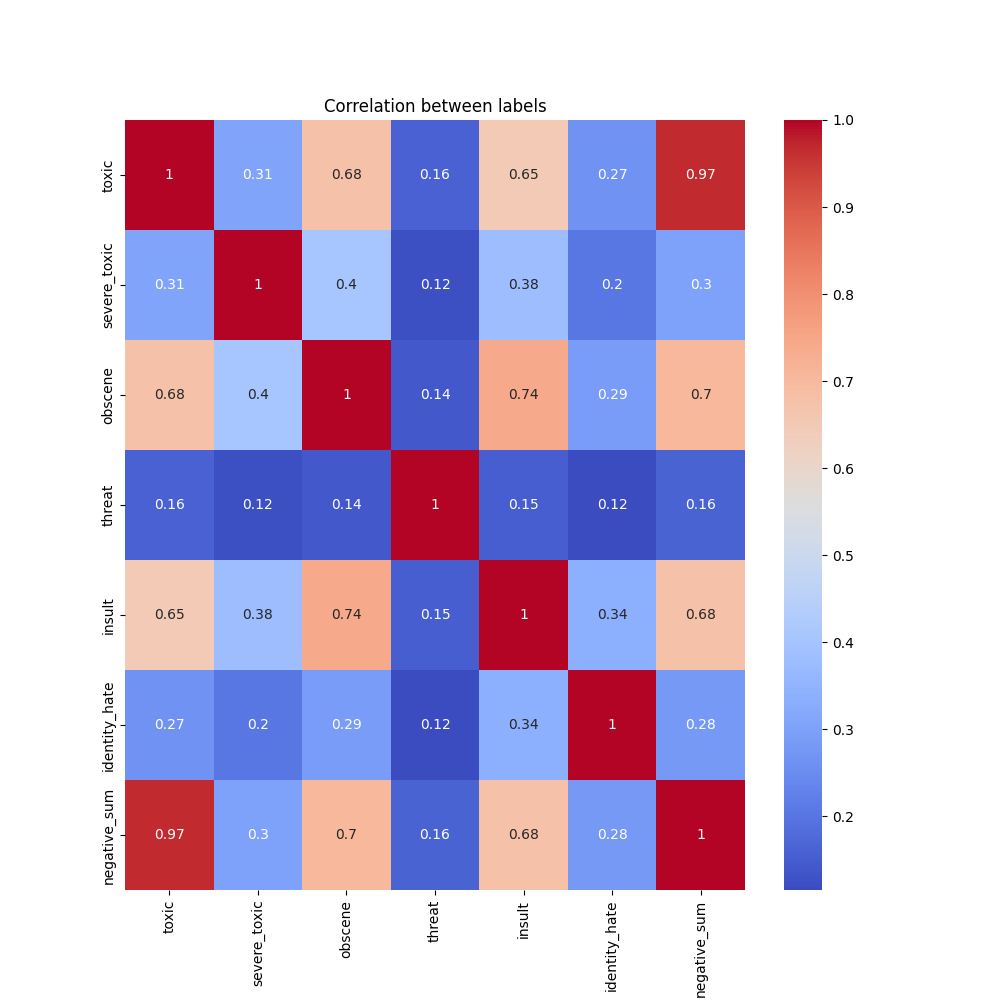 Correlation between labels
toxic 1 0.31 0.68 0.16 0.65 0.27 0.97
severe_toxic 0.31 1 0.4 0.12 0.38 0.2 0.3
obscene 0.68 0.4 1 0.14 0.74 0.29 0.7
threat 0.16 0.12 0.14 1 0.15 0.12 0.16
insult 0.65 0.38 0.74 0.15 1 0.34 0.68
identity_hate 0.27 0.2 0.29 0.12 0.34 1 0.28
negative_sum 0.97 0.3 0.7 0.16 0.68 0.28 1
toxic severe_toxic obscene threat insult identity_hate negative_sum
1.0
0.9
0.8
0.7
0.6
0.5
0.4
0.3
0.2